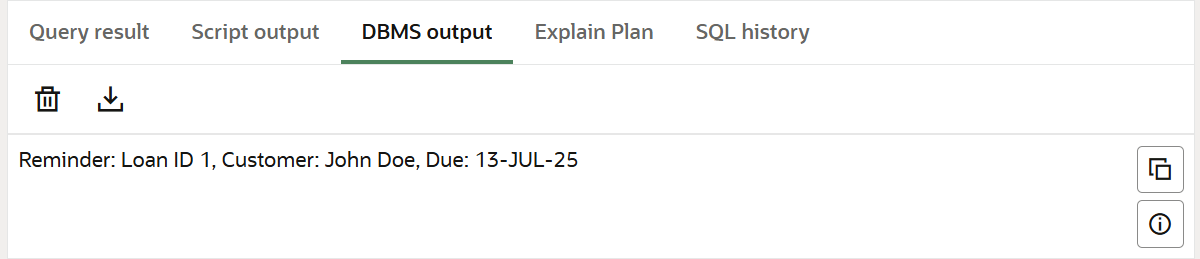 Query result Script output DBMS output Explain Plan SQL history
Reminder: Loan ID 1, Customer: John Doe, Due: 13-JUL-25